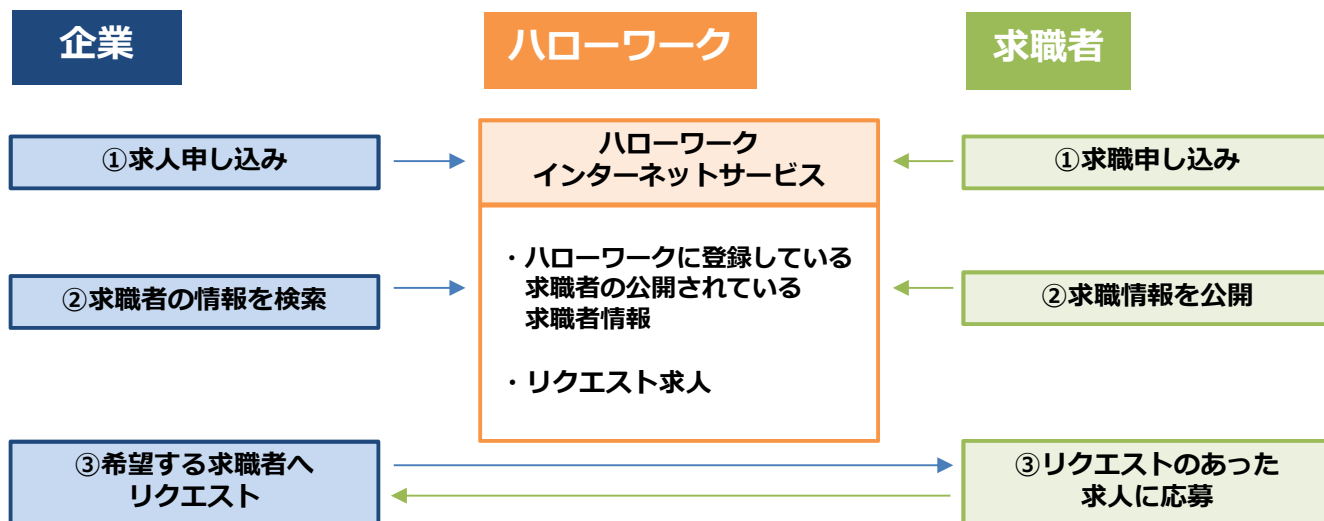 企業
ハローワーク
求職者
①求人申し込み
ハローワーク
インターネットサービス
①求職申し込み
②求職者の情報を検索
・ハローワークに登録している
求職者の公開されている
求職者情報
・リクエスト求人
②求職情報を公開
③希望する求職者へ
リクエスト
③リクエストのあった
求人に応募